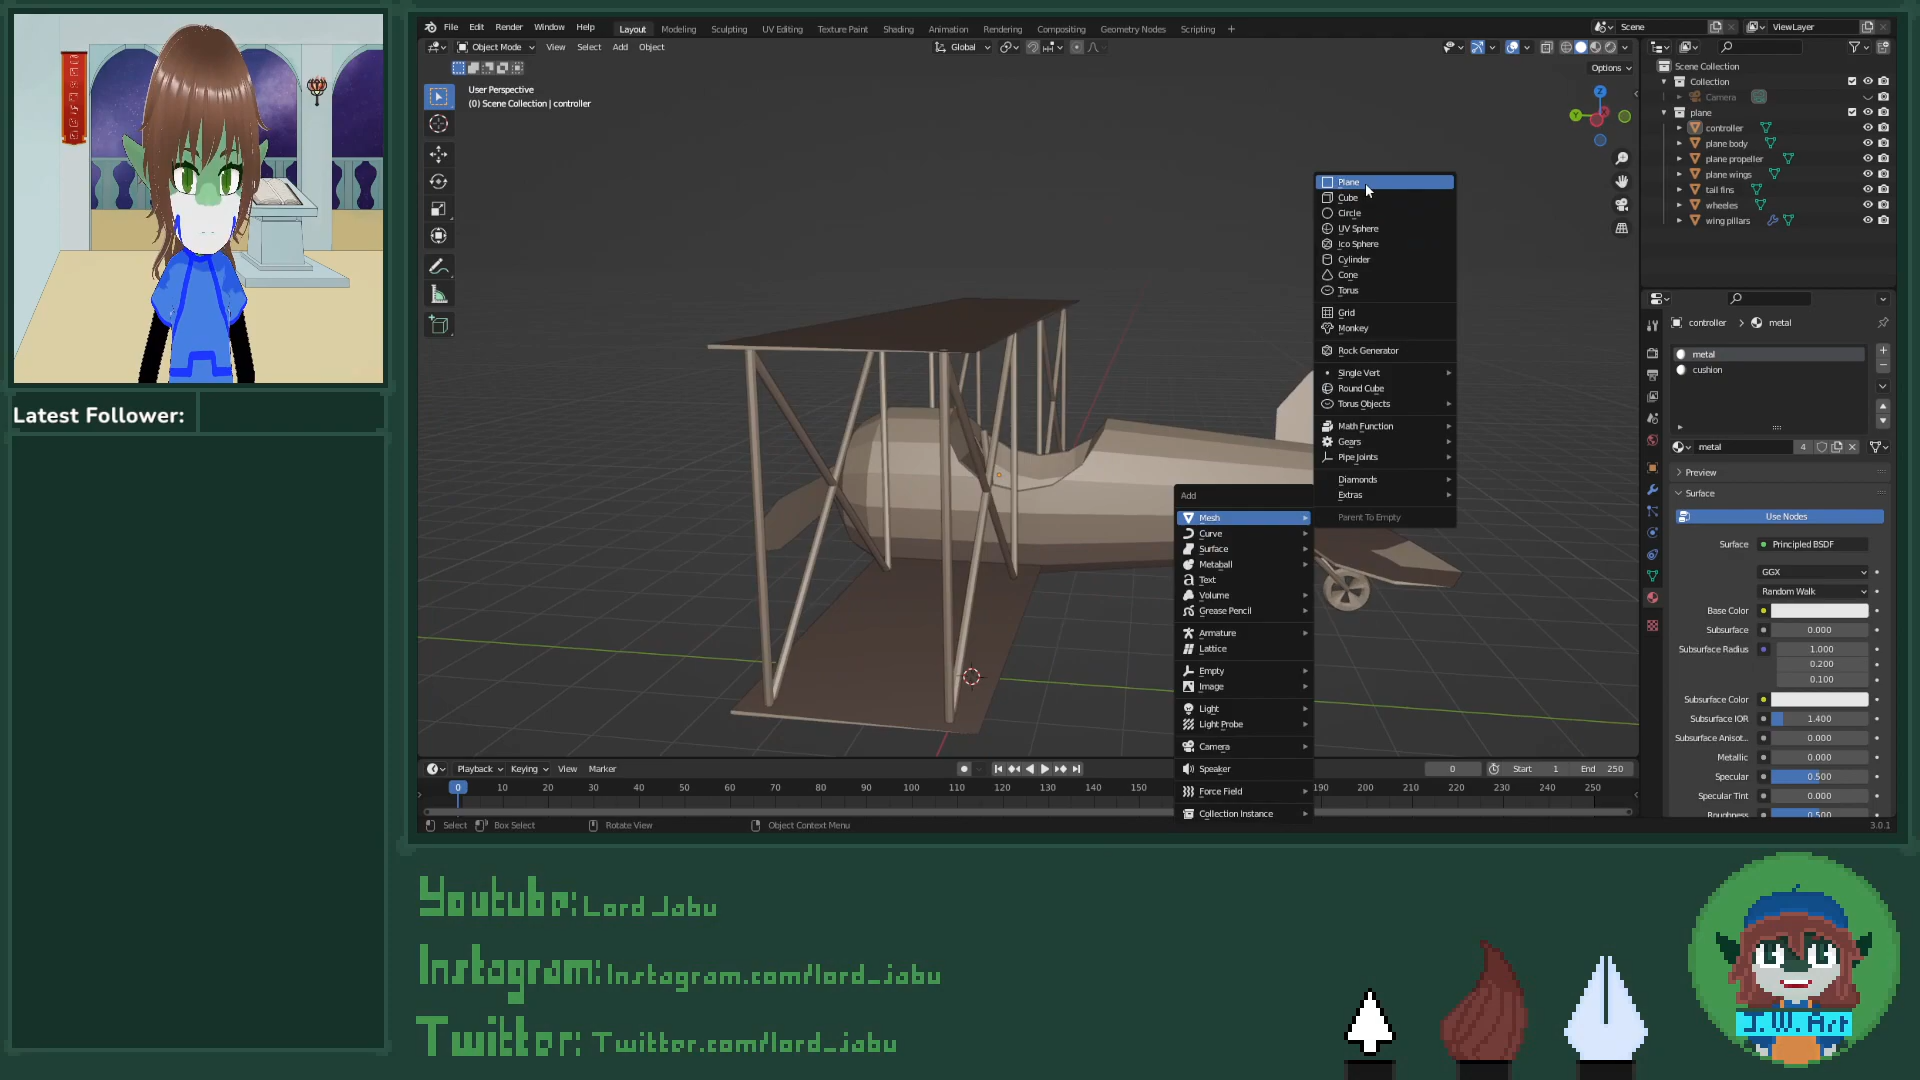 File Edit Render Window Help Layout Modeling Sculpting UV Editing Texture Paint Shading Animation Rendering Compositing Geometry Nodes Scripting + Scene ViewLayer
Object Mode View Select Add Object Global
Options
User Perspective
(0) Scene Collection | controller
Z
Y
Scene Collection
Collection
Camera
plane
controller
plane body
plane propeller
plane wings
tail fins
wheeles
wing pillars
Plane
Cube
Circle
UV Sphere
Ico Sphere
Cylinder
Cone
Torus
Grid
Monkey
Rock Generator
Single Vert
Round Cube
Torus Objects
Math Function
Gears
Pipe Joints
Diamonds
Extras
Parent To Empty
Add
Mesh
Curve
Surface
Metaball
Text
Volume
Grease Pencil
Armature
Lattice
Empty
Image
Light
Light Probe
Camera
Speaker
Force Field
Collection Instance
controller > metal
metal
cushion
metal 4
Preview
Surface
Use Nodes
Surface Principled BSDF
GGX
Random Walk
Base Color
Subsurface 0.000
Subsurface Radius 1.000
0.200
0.100
Subsurface Color
Subsurface IOR 1.400
Subsurface Anisot.. 0.000
Metallic 0.000
Specular 0.500
Specular Tint 0.000
Roughness 0.500
Playback Keying View Marker
0 Start 1 End 250
0 10 20 30 40 50 60 70 80 90 100 110 120 130 140 150 190 200 210 220 230 240 250
Select Box Select Rotate View Object Context Menu
3.0.1
Latest Follower:
Youtube: Lord Jabu
Instagram: Instagram.com/lord_jabu
Twitter: Twitter.com/lord_jabu
J.W. Art